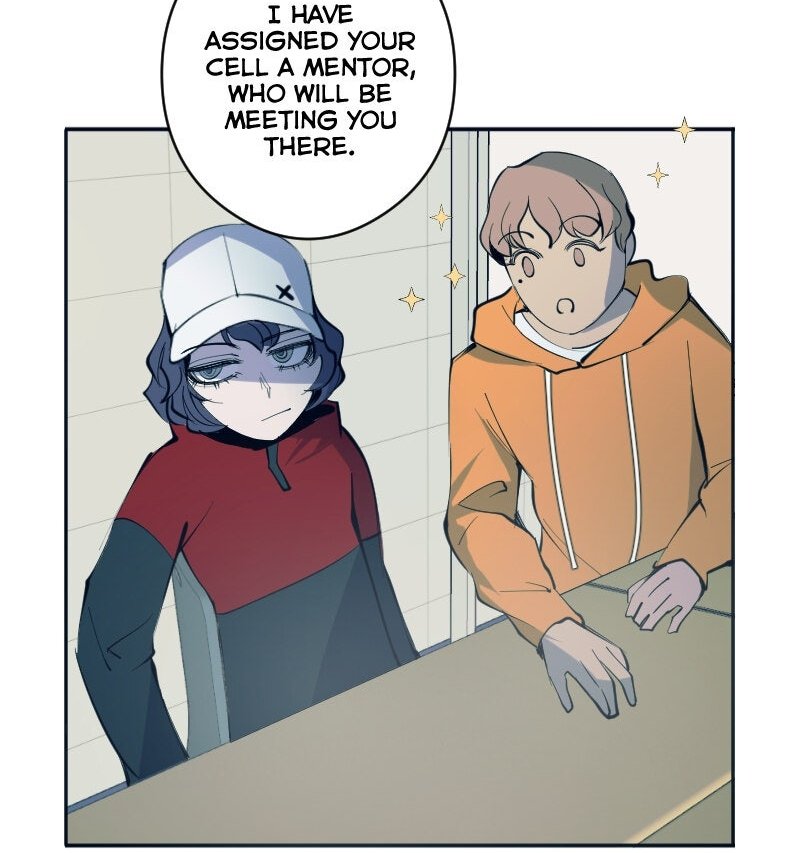 I HAVE
ASSIGNED YOUR
CELL A MENTOR,
WHO WILL BE
MEETING YOU
THERE.